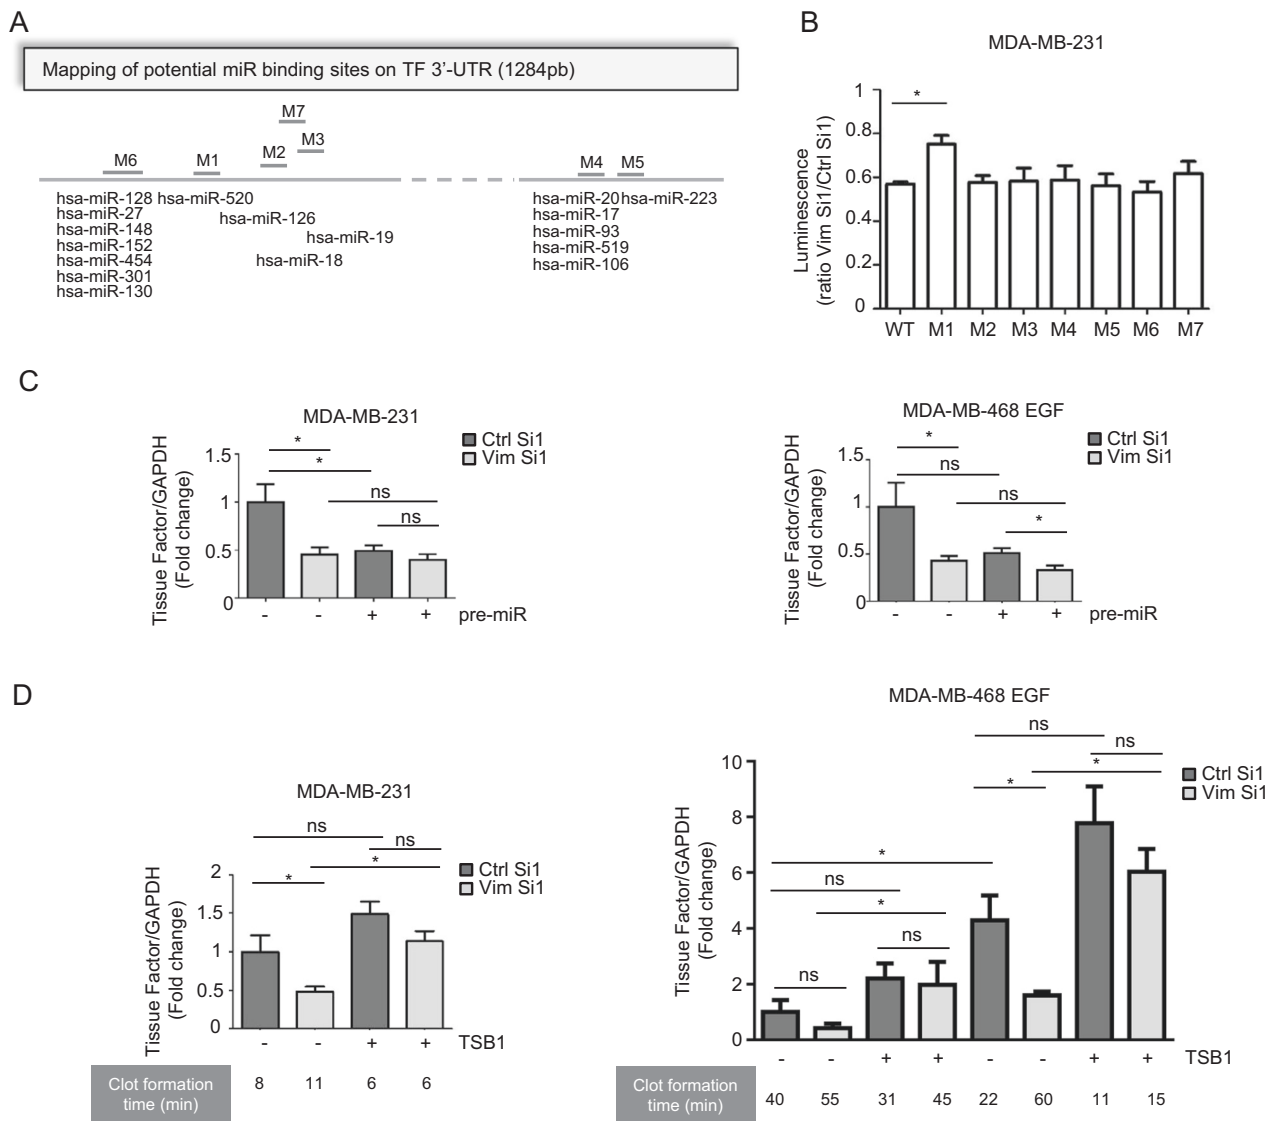 A
Mapping of potential miR binding sites on TF 3'-UTR (1284pb)
M7
M3
M2
M6
M1
M4
M5
hsa-miR-128 hsa-miR-520
hsa-miR-27
hsa-miR-148
hsa-miR-152
hsa-miR-454
hsa-miR-301
hsa-miR-130
hsa-miR-126
hsa-miR-19
hsa-miR-18
hsa-miR-20 hsa-miR-223
hsa-miR-17
hsa-miR-93
hsa-miR-519
hsa-miR-106
B
MDA-MB-231
Luminescence
(ratio Vim Si1/Ctrl Si1)
1
0.8
0.6
0.4
0.2
0
*
WT M1 M2 M3 M4 M5 M6 M7
C
MDA-MB-231
Ctrl Si1
Vim Si1
Tissue Factor/GAPDH
(Fold change)
1.5
1
0.5
0
*
*
ns
ns
- - + + pre-miR
MDA-MB-468 EGF
Ctrl Si1
Vim Si1
Tissue Factor/GAPDH
(Fold change)
1.5
1
0.5
0
*
ns
ns
*
- - + + pre-miR
D
MDA-MB-231
Ctrl Si1
Vim Si1
Tissue Factor/GAPDH
(Fold change)
2
1.5
1
0.5
0
ns
ns
*
*
- - + + TSB1
Clot formation
time (min)
8 11 6 6
MDA-MB-468 EGF
Ctrl Si1
Vim Si1
Tissue Factor/GAPDH
(Fold change)
10
8
6
4
2
0
ns
ns
*
*
*
ns
*
ns
ns
- - + + - - + + TSB1
Clot formation
time (min)
40 55 31 45 22 60 11 15